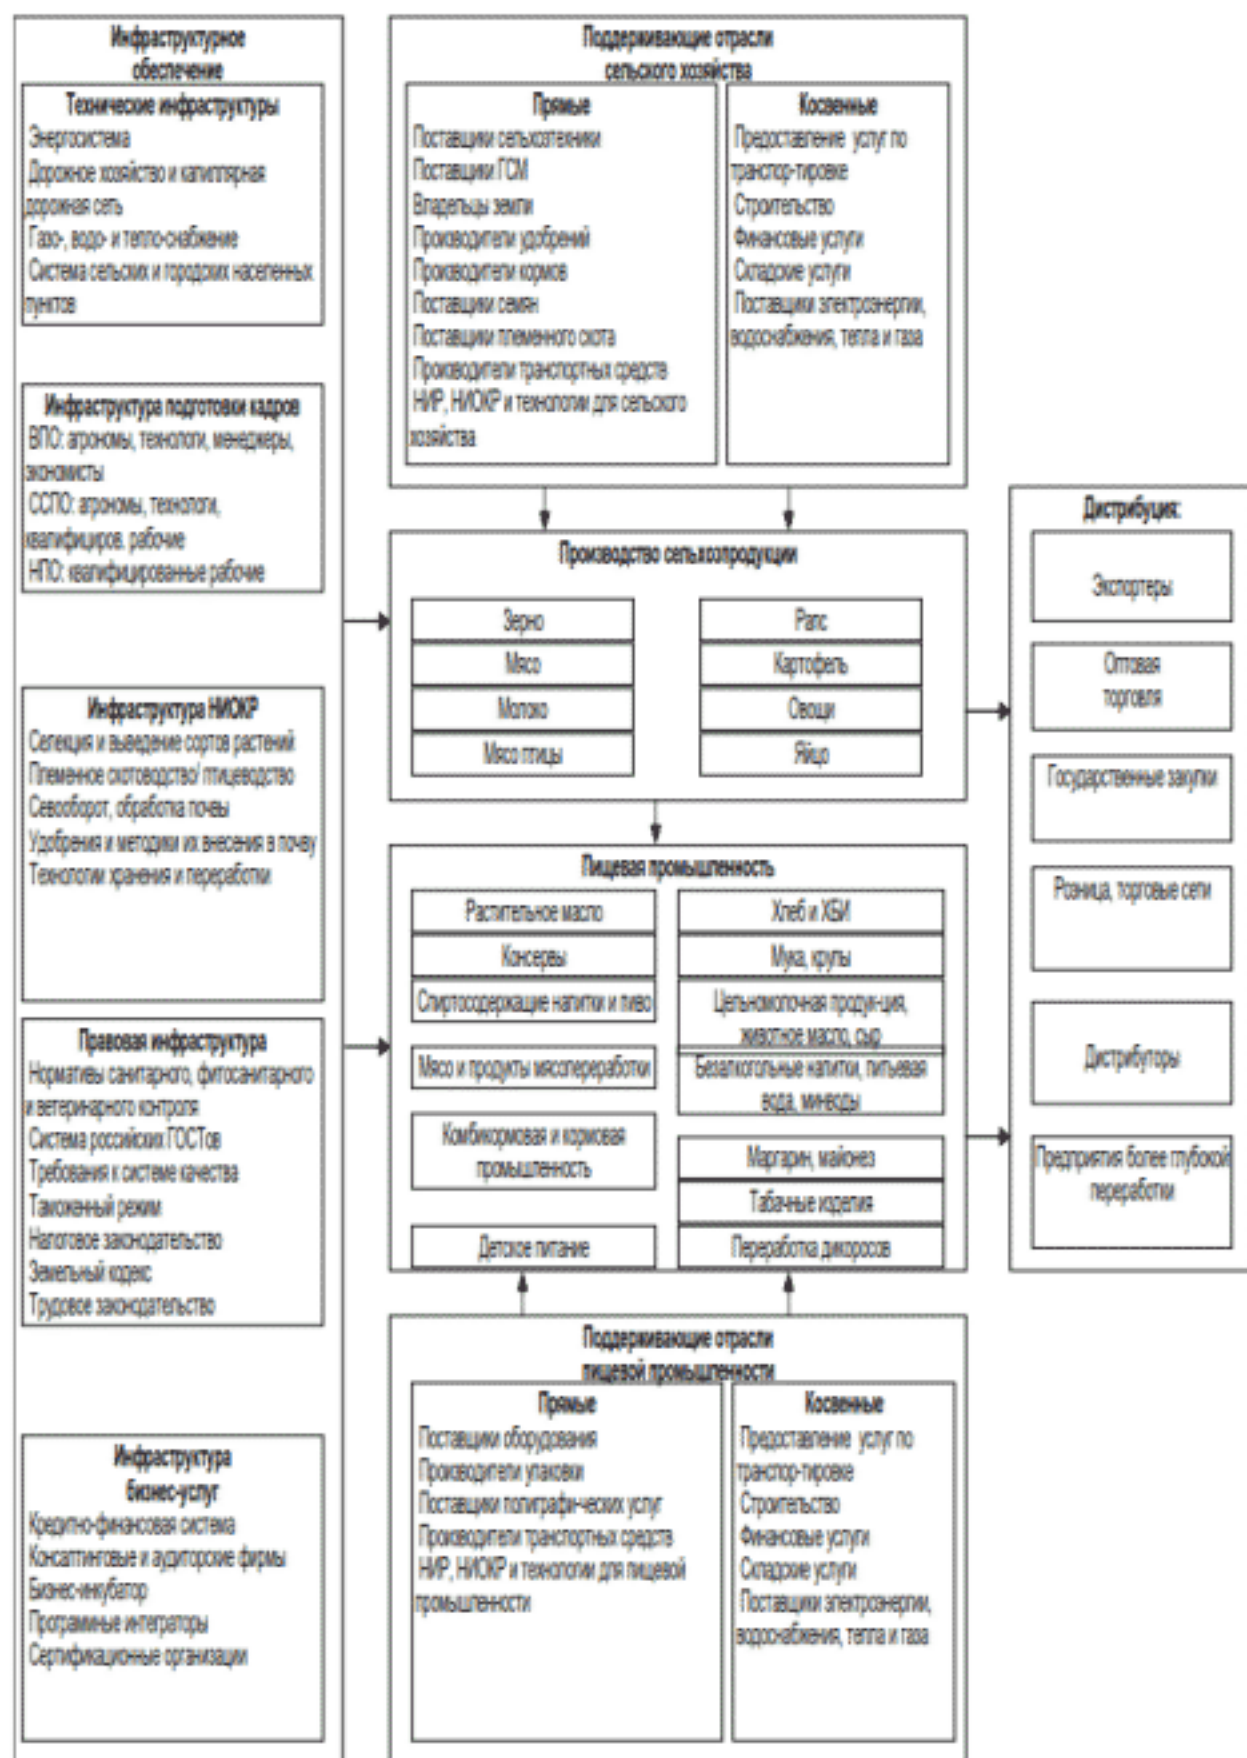 Инфраструктурное
обеспечение
Технические инфраструктуры
Энергосистема
Дорожное хозяйство и капиллярная
дорожная сеть
Газо-, водо- и тепло-снабжение
Система сельских и городских населенных
пунктов
Инфраструктура подготовки кадров
ВПО: агрономы, технологи, менеджеры,
экономисты
ССПО: агрономы, технологи,
квалифициров. рабочие
НПО: квалифицированные рабочие
Инфраструктура НИОКР
Селекция и выведение сортов растений
Племенное скотоводство/ птицеводство
Севооборот, обработка почвы
Удобрения и методики их внесения в почву
Технологии хранения и переработки
Правовая инфраструктура
Нормативы санитарного, фитосанитарного
и ветеринарного контроля
Система российских ГОСТов
Требования к системе качества
Таможенный режим
Налоговое законодательство
Земельный кодекс
Трудовое законодательство
Инфраструктура
бизнес-услуг
Кредитно-финансовая система
Консалтинговые и аудиторские фирмы
Бизнес-инкубатор
Програмные интеграторы
Сертификационные организации
Поддерживающие отрасли
сельского хозяйства
Прямые
Поставщики сельхозтехники
Поставщики ГСМ
Владельцы земли
Производители удобрений
Производители кормов
Поставщики семян
Поставщики племенного скота
Производители транспортных средств
НИР, НИОКР и технологии для сельского
хозяйства
Косвенные
Предоставление услуг по
транспор-тировке
Строительство
Финансовые услуги
Складские услуги
Поставщики электроэнергии,
водоснабжения, тепла и газа
Производство сельхозпродукции
Зерно
Мясо
Молоко
Мясо птицы
Рапс
Картофель
Овощи
Яйцо
Пищевая промышленность
Растительное масло
Консервы
Спиртосодержащие напитки и пиво
Мясо и продукты мясопереработки
Комбикормовая и кормовая
промышленность
Детское питание
Хлеб и ХБИ
Мука, крупы
Цельномолочная продук-ция,
животное масло, сыр
Безалкогольные напитки, питьевая
вода, минводы
Маргарин, майонез
Табачные изделия
Переработка дикоросов
Поддерживающие отрасли
пищевой промышленности
Прямые
Поставщики оборудования
Производители упаковки
Поставщики полиграфи-ческих услуг
Производители транспортных средств
НИР, НИОКР и технологии для пищевой
промышленности
Косвенные
Предоставление услуг по
транспор-тировке
Строительство
Финансовые услуги
Складские услуги
Поставщики электроэнергии,
водоснабжения, тепла и газа
Дистрибуция:
Экспортеры
Оптовая
торговля
Государственные закупки
Розница, торговые сети
Дистрибуторы
Предприятия более глубокой
переработки